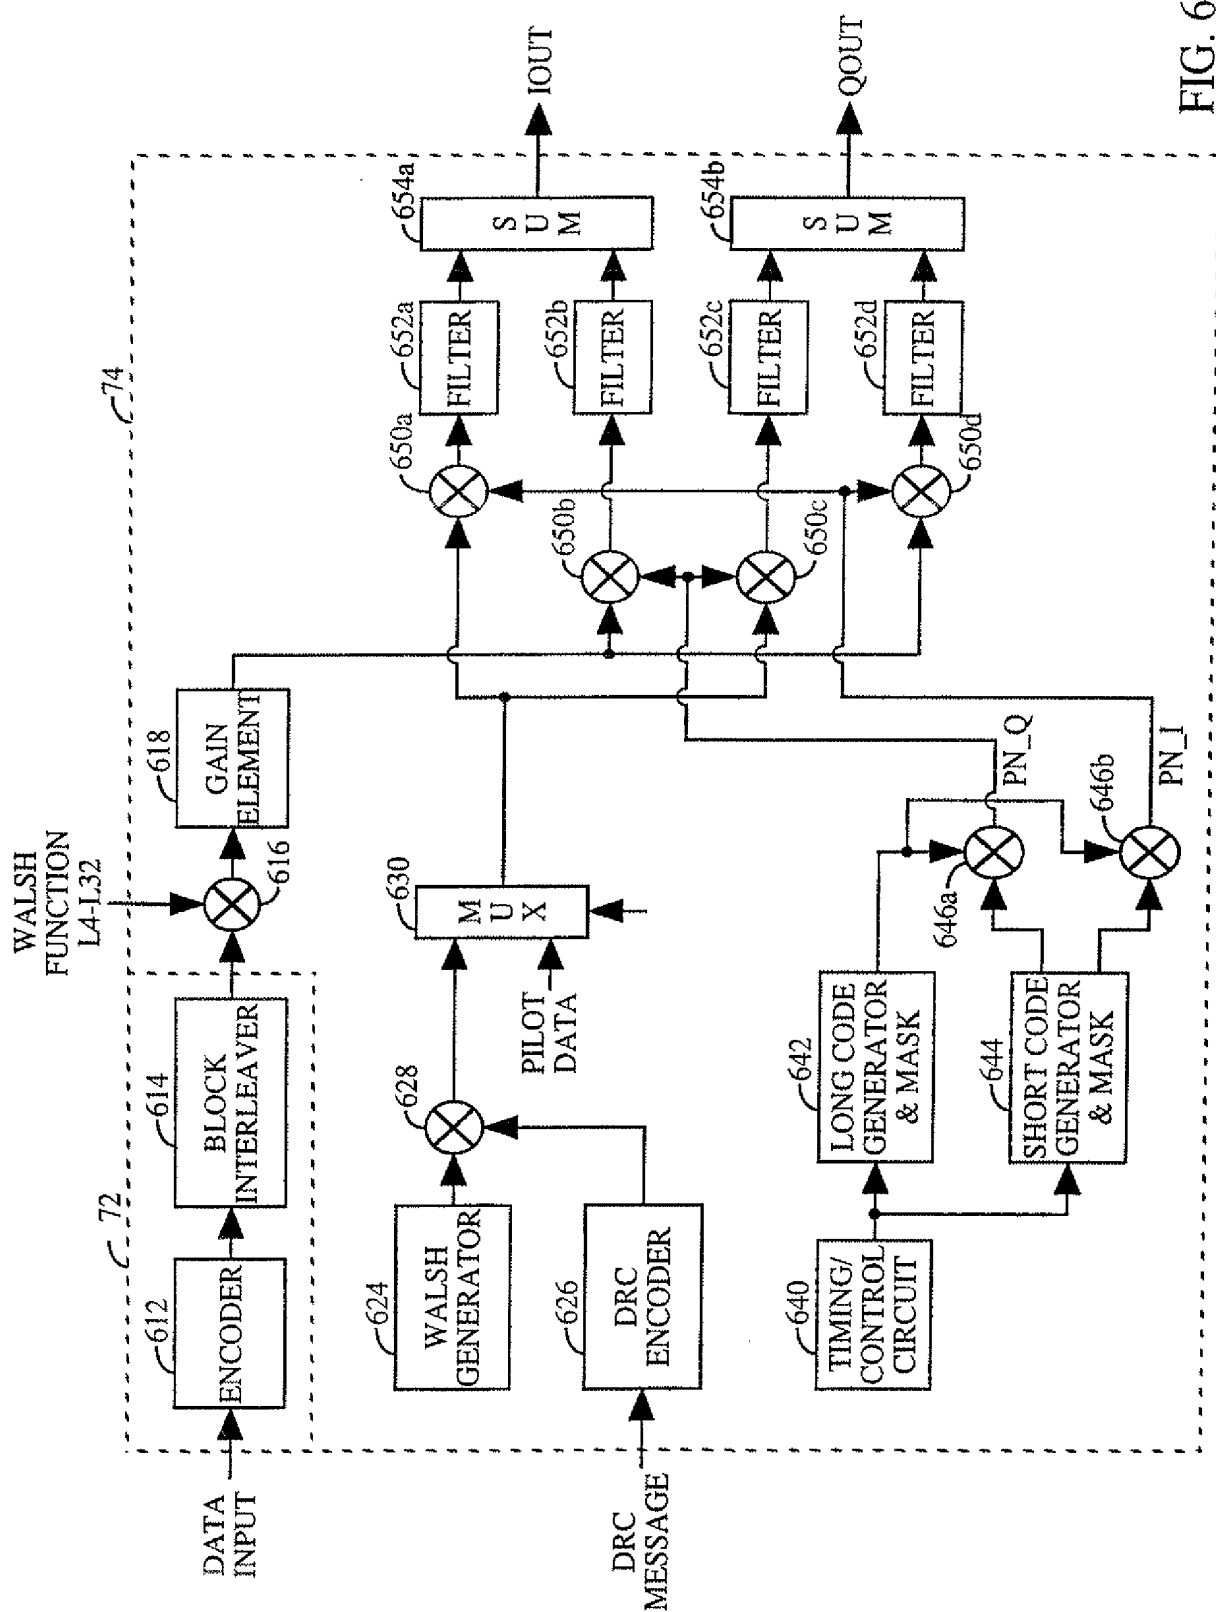 WALSH
FUNCTION
L4-L32
72
74
DATA
INPUT
612
ENCODER
614
BLOCK
INTERLEAVER
616
618
GAIN
ELEMENT
624
WALSH
GENERATOR
628
630
M
U
X
PILOT
DATA
DRC
MESSAGE
626
DRC
ENCODER
640
TIMING/
CONTROL
CIRCUIT
642
LONG CODE
GENERATOR
& MASK
644
SHORT CODE
GENERATOR
& MASK
646a
PN_Q
646b
PN_I
650a
650b
650c
650d
652a
FILTER
652b
FILTER
652c
FILTER
652d
FILTER
654a
S
U
M
IOUT
654b
S
U
M
QOUT
FIG. 6